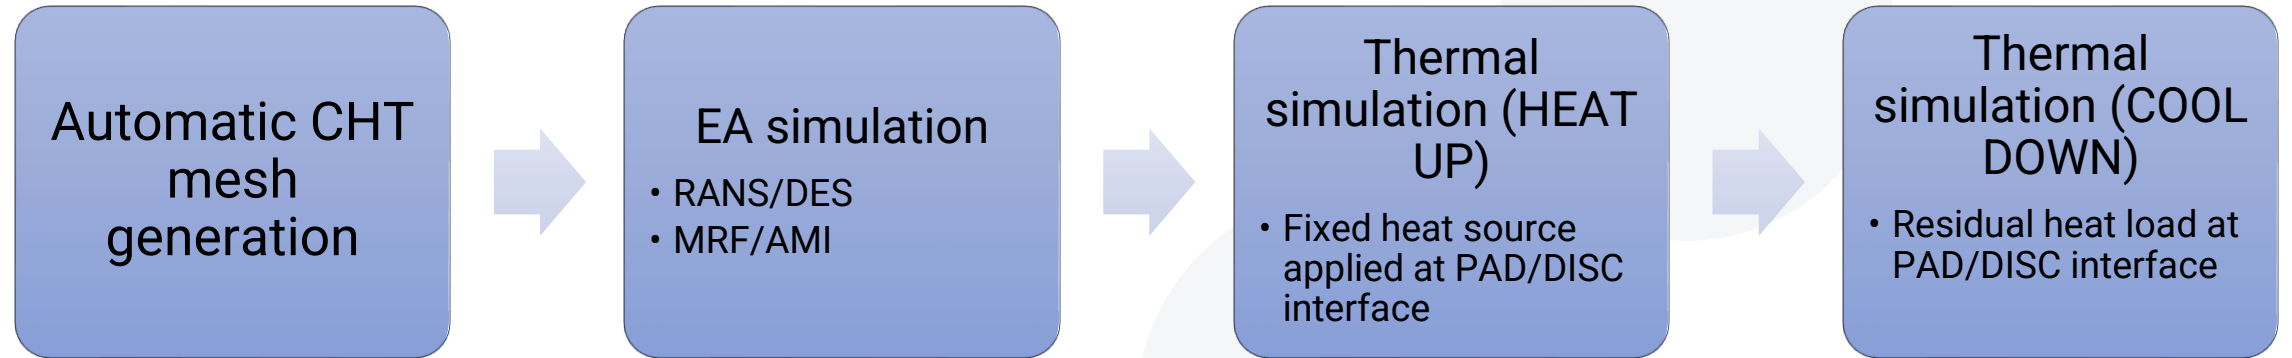 Automatic CHT
mesh
generation
EA simulation
• RANS/DES
• MRF/AMI
Thermal
simulation (HEAT
UP)
• Fixed heat source
applied at PAD/DISC
interface
Thermal
simulation (COOL
DOWN)
• Residual heat load at
PAD/DISC interface